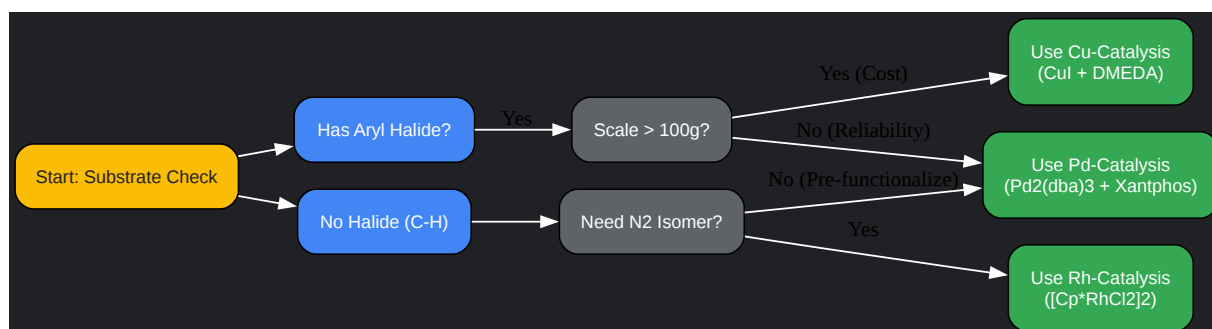 Use Cu-Catalysis
(CuI + DMEDA)
Yes (Cost)
Has Aryl Halide?
Yes
Scale > 100g?
No (Reliability)
Start: Substrate Check
Use Pd-Catalysis
(Pd2(dba)3 + Xantphos)
No (Pre-functionalize)
No Halide (C-H)
Need N2 Isomer?
Yes
Use Rh-Catalysis
([Cp*RhCl2]2)